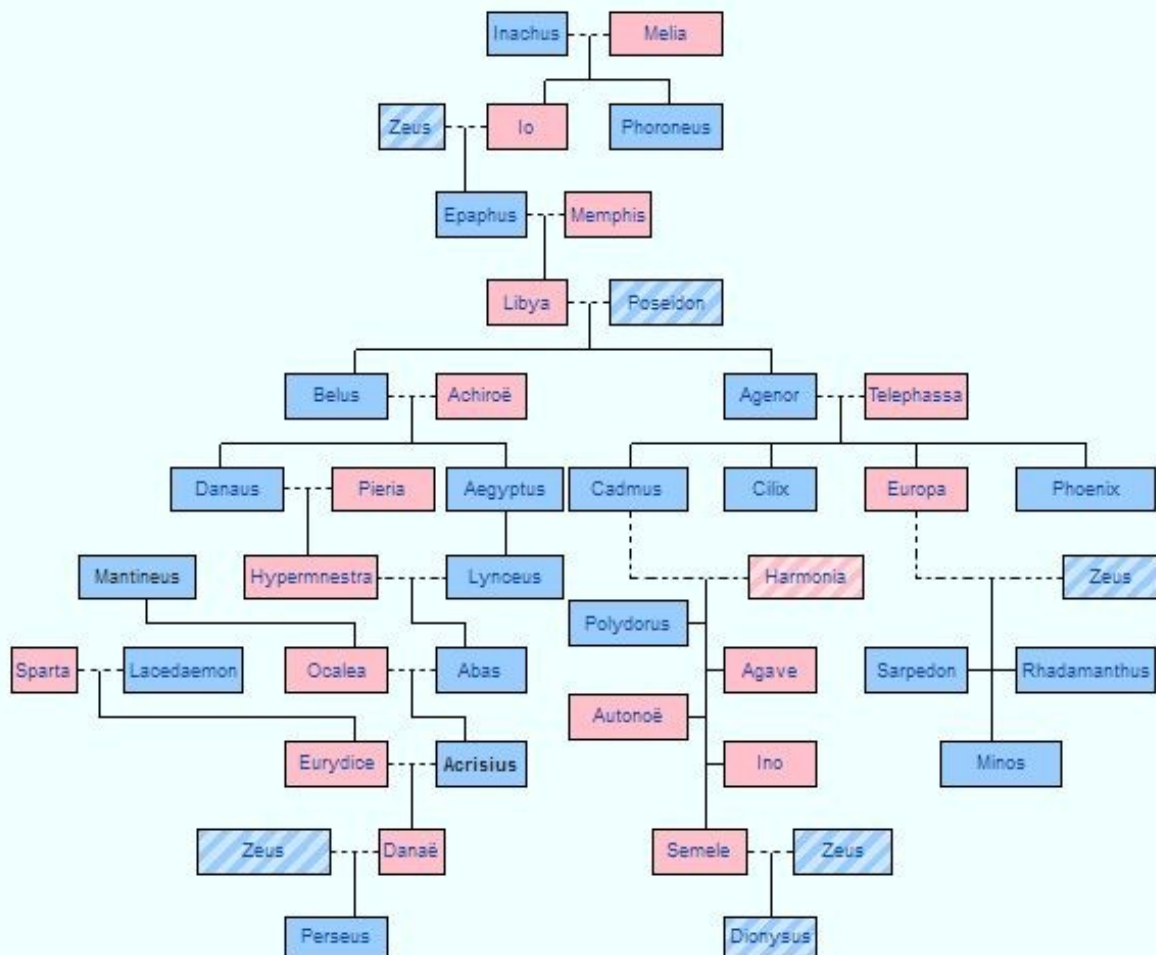 Inachus
Melia
Zeus
Io
Phoroneus
Epaphus
Memphis
Libya
Poseidon
Belus
Achiroë
Agenor
Telephassa
Danaus
Pieria
Aegyptus
Cadmus
Cilix
Europa
Phoenix
Mantineus
Hypermnestra
Lynceus
Harmonia
Zeus
Polydorus
Sparta
Lacedaemon
Ocalea
Abas
Agave
Sarpedon
Rhadamanthus
Autonoë
Eurydice
Acrisius
Ino
Minos
Zeus
Danaë
Semele
Zeus
Perseus
Dionysus